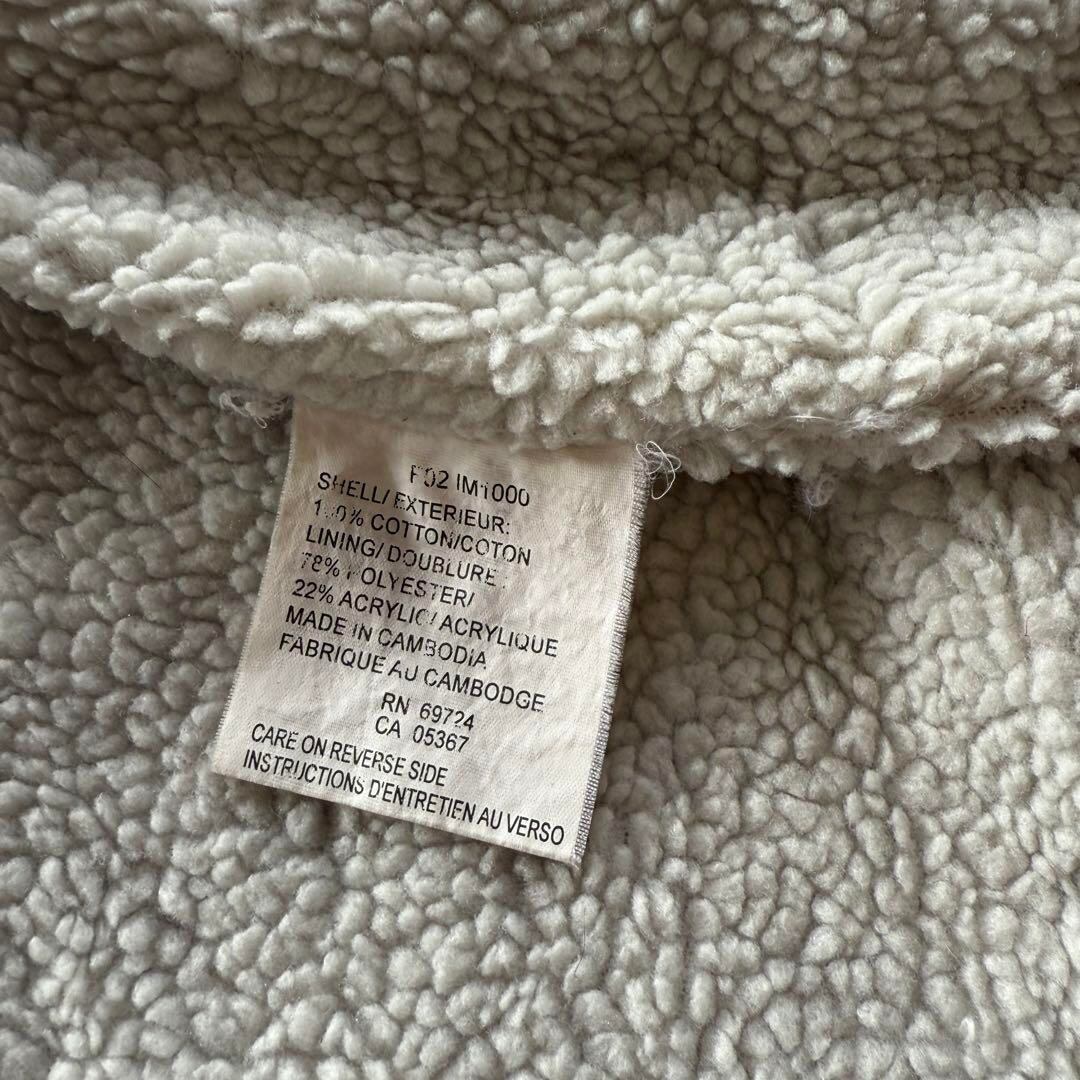 F02 IM1000
SHELL/ EXTERIEUR:
100% COTTON/COTON
LINING/ DOUBLURE:
78% POLYESTER/
22% ACRYLIC/ ACRYLIQUE
MADE IN CAMBODIA
FABRIQUE AU CAMBODGE
RN 69724
CA 05367
CARE ON REVERSE SIDE
INSTRUCTIONS D'ENTRETIEN AU VERSO